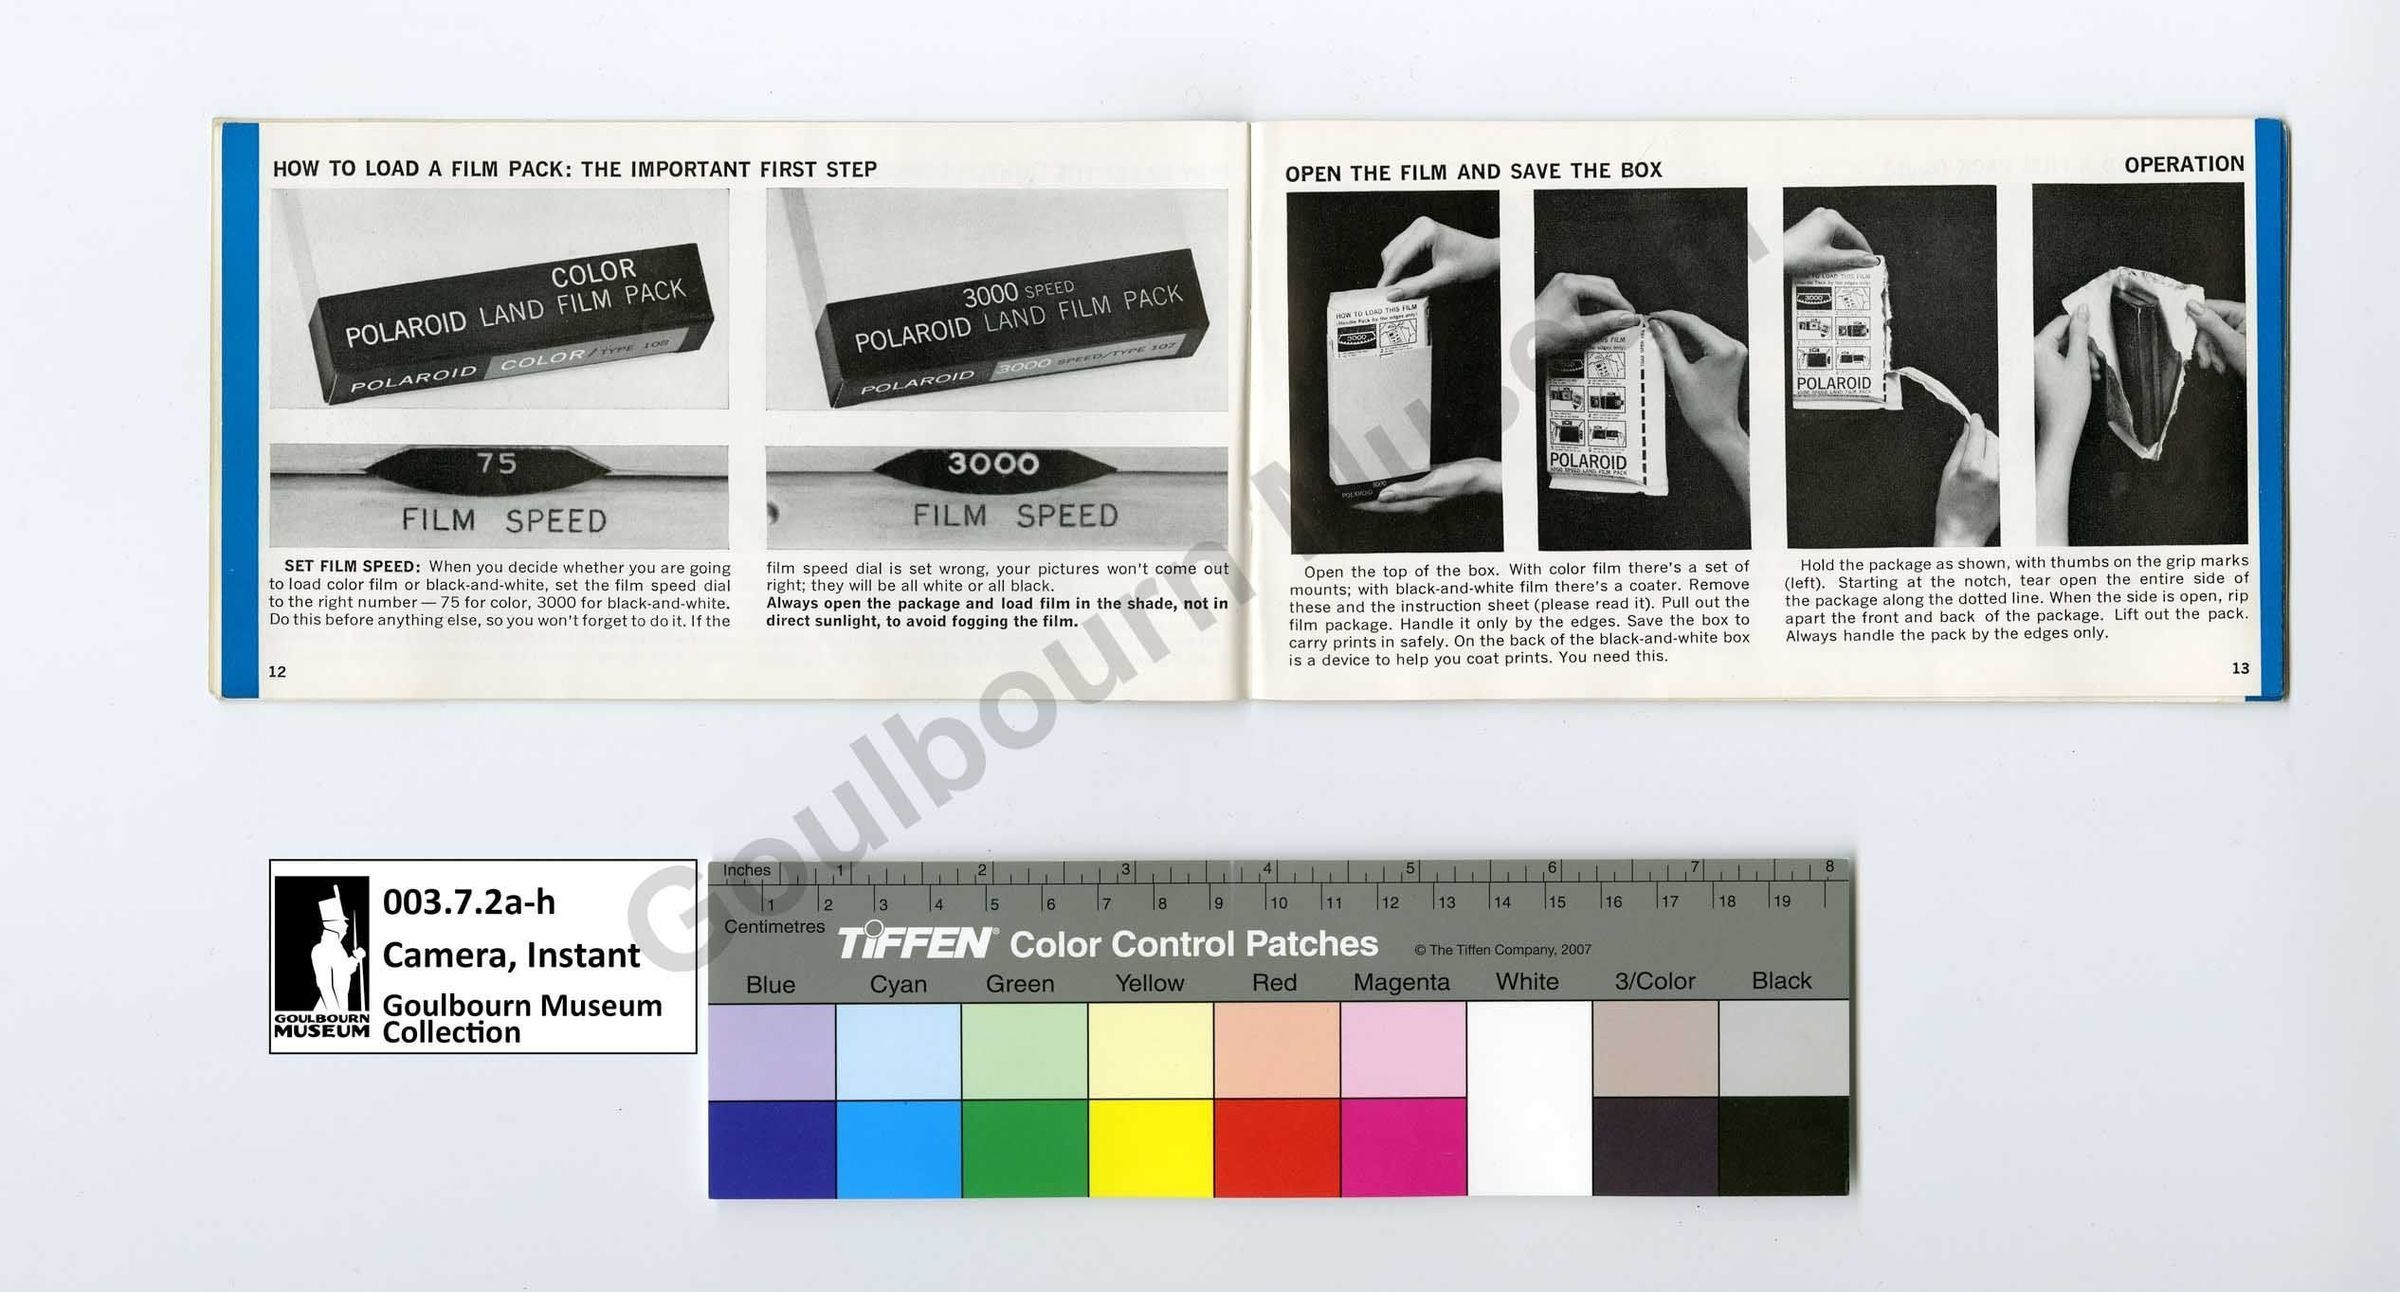 HOW TO LOAD A FILM PACK: THE IMPORTANT FIRST STEP
COLOR
POLAROID LAND FILM PACK
POLAROID COLOR/TYPE 108
3000 SPEED
POLAROID LAND FILM PACK
POLAROID 3000 SPEED/TYPE 107
75
FILM SPEED
3000
FILM SPEED
SET FILM SPEED: When you decide whether you are going
to load color film or black-and-white, set the film speed dial
to the right number — 75 for color, 3000 for black-and-white.
Do this before anything else, so you won't forget to do it. If the
film speed dial is set wrong, your pictures won't come out
right; they will be all white or all black.
Always open the package and load film in the shade, not in
direct sunlight, to avoid fogging the film.
12
OPEN THE FILM AND SAVE THE BOX
OPERATION
HOW TO LOAD THIS FILM
(Handle Pack by the edges only)
3000
POLAROID
3000
POLAROID
POLAROID
Open the top of the box. With color film there's a set of
mounts; with black-and-white film there's a coater. Remove
these and the instruction sheet (please read it). Pull out the
film package. Handle it only by the edges. Save the box to
carry prints in safely. On the back of the black-and-white box
is a device to help you coat prints. You need this.
Hold the package as shown, with thumbs on the grip marks
(left). Starting at the notch, tear open the entire side of
the package along the dotted line. When the side is open, rip
apart the front and back of the package. Lift out the pack.
Always handle the pack by the edges only.
13
Goulbourn Museum
GOULBOURN
MUSEUM
003.7.2a-h
Camera, Instant
Goulbourn Museum
Collection
Inches 1 2 3 4 5 6 7 8
1 2 3 4 5 6 7 8 9 10 11 12 13 14 15 16 17 18 19
Centimetres
TIFFEN® Color Control Patches © The Tiffen Company, 2007
Blue Cyan Green Yellow Red Magenta White 3/Color Black